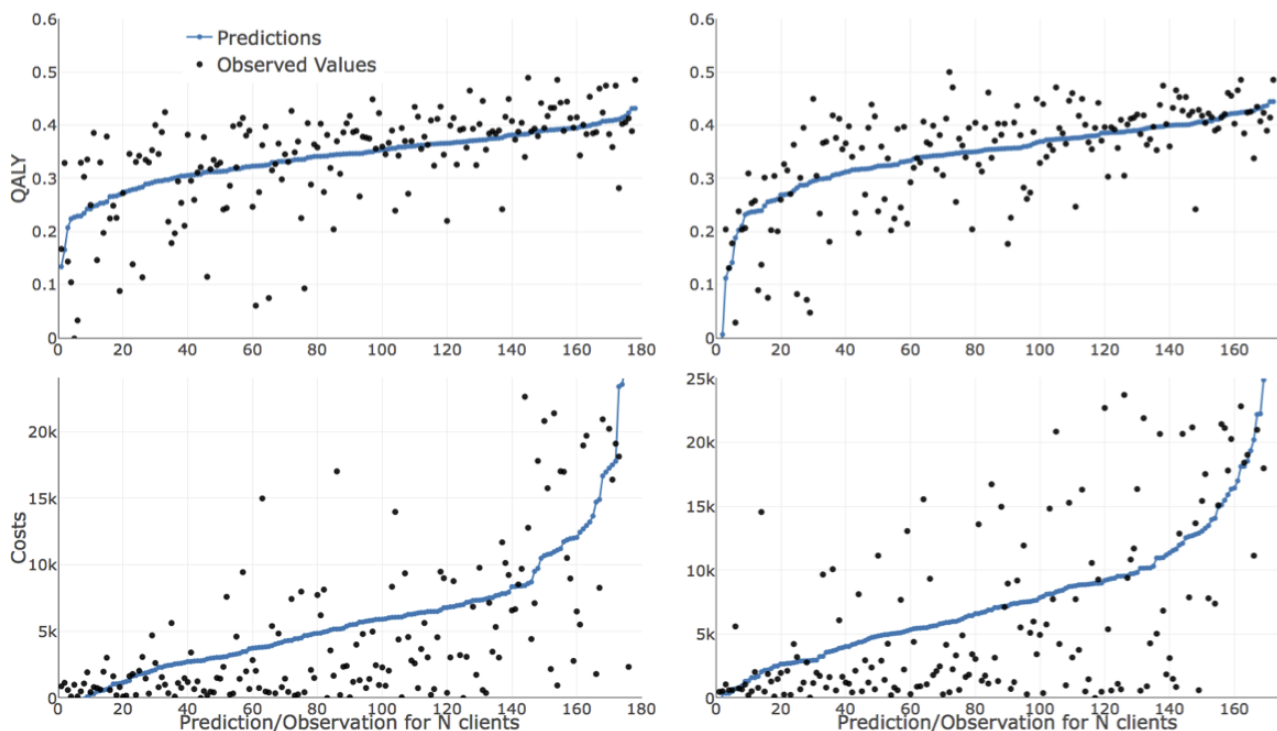 0.6
Predictions
Observed Values
0.5
0.4
0.3
0.2
0.1
0
QALY
0 20 40 60 80 100 120 140 160 180
0.6
0.5
0.4
0.3
0.2
0.1
0
0 20 40 60 80 100 120 140 160
20k
15k
10k
5k
0
Costs
0 20 40 60 80 100 120 140 160 180
Prediction/Observation for N clients
25k
20k
15k
10k
5k
0
0 20 40 60 80 100 120 140 160
Prediction/Observation for N clients